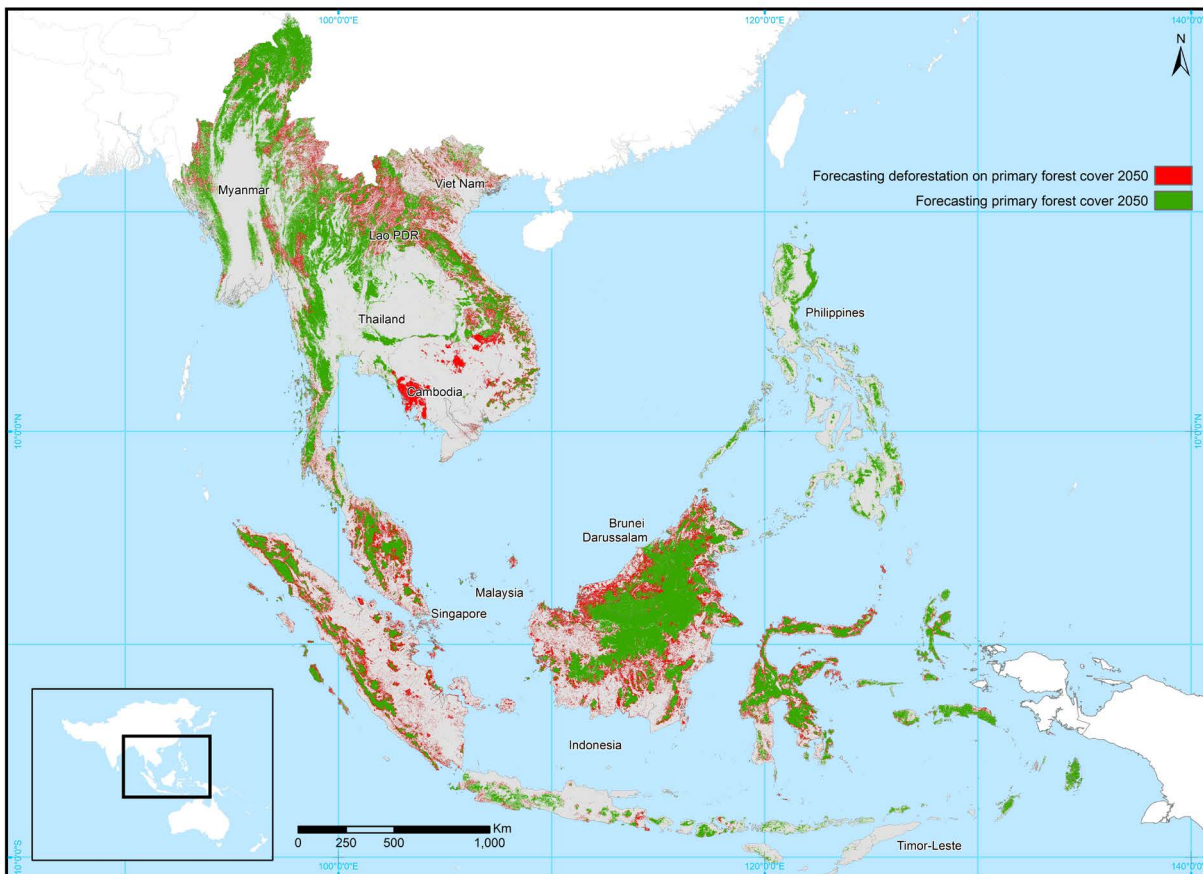 100°0'0"E
120°0'0"E
140°0'0"E
N
Forecasting deforestation on primary forest cover 2050
Forecasting primary forest cover 2050
Myanmar
Viet Nam
Lao PDR
Thailand
Philippines
Cambodia
10°0'0"N
10°0'0"N
Brunei
Darussalam
Malaysia
Singapore
Indonesia
Km
0 250 500 1,000
Timor-Leste
10°0'0"S
100°0'0"E
120°0'0"E
140°0'0"E